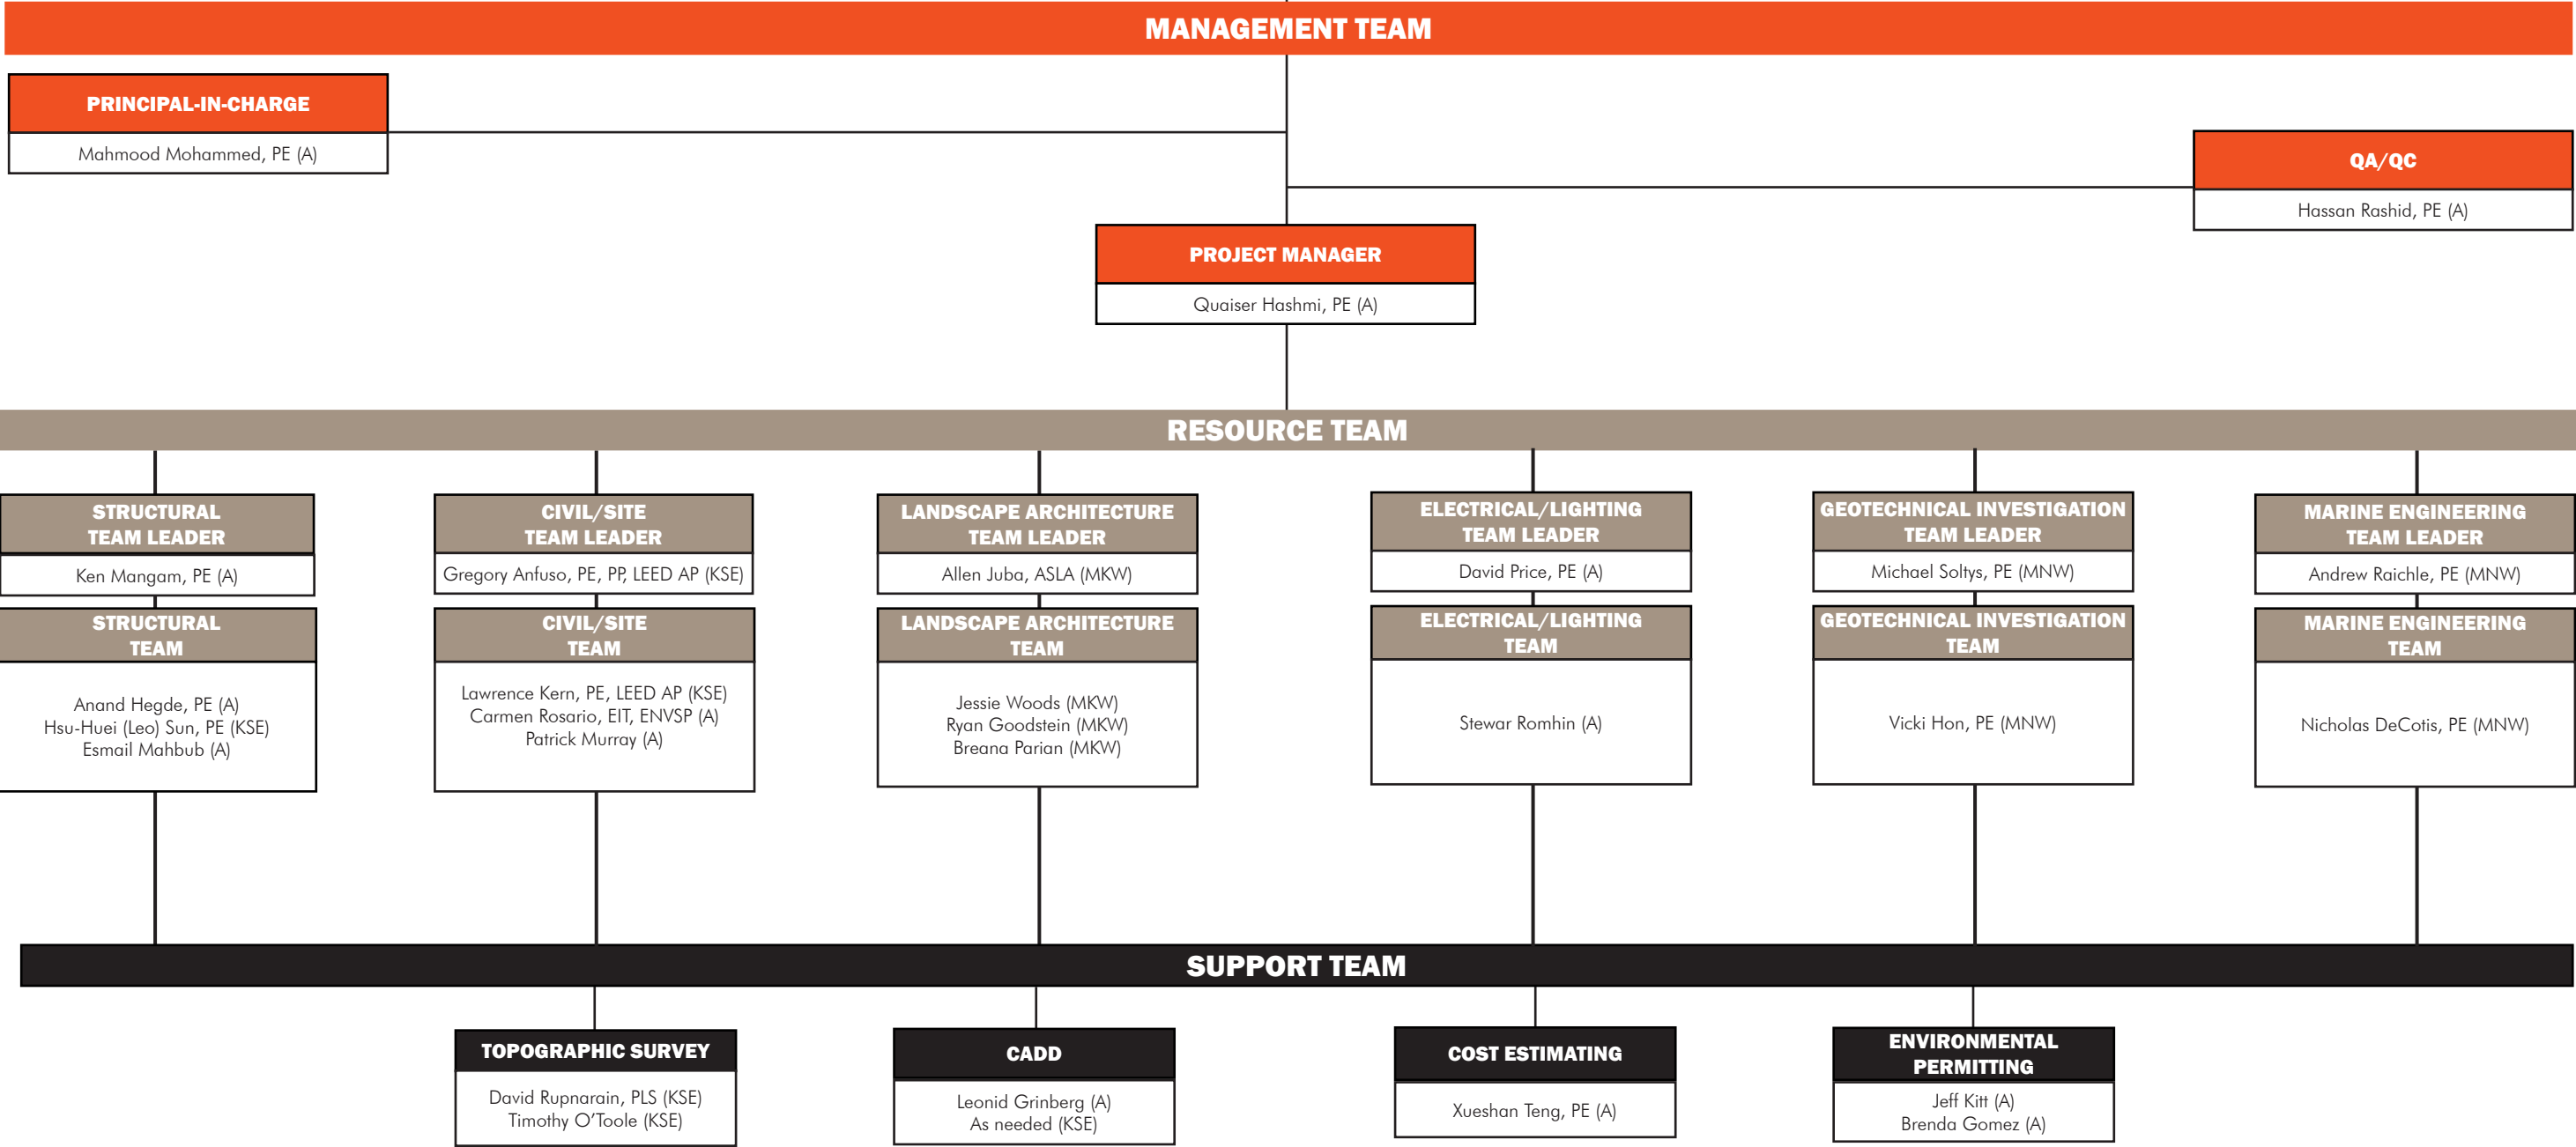 MANAGEMENT TEAM
PRINCIPAL-IN-CHARGE
Mahmood Mohammed, PE (A)
QA/QC
Hassan Rashid, PE (A)
PROJECT MANAGER
Quaiser Hashmi, PE (A)
RESOURCE TEAM
STRUCTURAL
TEAM LEADER
Ken Mangam, PE (A)
STRUCTURAL
TEAM
Anand Hegde, PE (A)
Hsu-Huei (Leo) Sun, PE (KSE)
Esmail Mahbub (A)
CIVIL/SITE
TEAM LEADER
Gregory Anfuso, PE, PP, LEED AP (KSE)
CIVIL/SITE
TEAM
Lawrence Kern, PE, LEED AP (KSE)
Carmen Rosario, EIT, ENVSP (A)
Patrick Murray (A)
LANDSCAPE ARCHITECTURE
TEAM LEADER
Allen Juba, ASLA (MKW)
LANDSCAPE ARCHITECTURE
TEAM
Jessie Woods (MKW)
Ryan Goodstein (MKW)
Breana Parian (MKW)
ELECTRICAL/LIGHTING
TEAM LEADER
David Price, PE (A)
ELECTRICAL/LIGHTING
TEAM
Stewar Romhin (A)
GEOTECHNICAL INVESTIGATION
TEAM LEADER
Michael Soltys, PE (MNW)
GEOTECHNICAL INVESTIGATION
TEAM
Vicki Hon, PE (MNW)
MARINE ENGINEERING
TEAM LEADER
Andrew Raichle, PE (MNW)
MARINE ENGINEERING
TEAM
Nicholas DeCotis, PE (MNW)
SUPPORT TEAM
TOPOGRAPHIC SURVEY
David Rupnarain, PLS (KSE)
Timothy O'Toole (KSE)
CADD
Leonid Grinberg (A)
As needed (KSE)
COST ESTIMATING
Xueshan Teng, PE (A)
ENVIRONMENTAL
PERMITTING
Jeff Kitt (A)
Brenda Gomez (A)